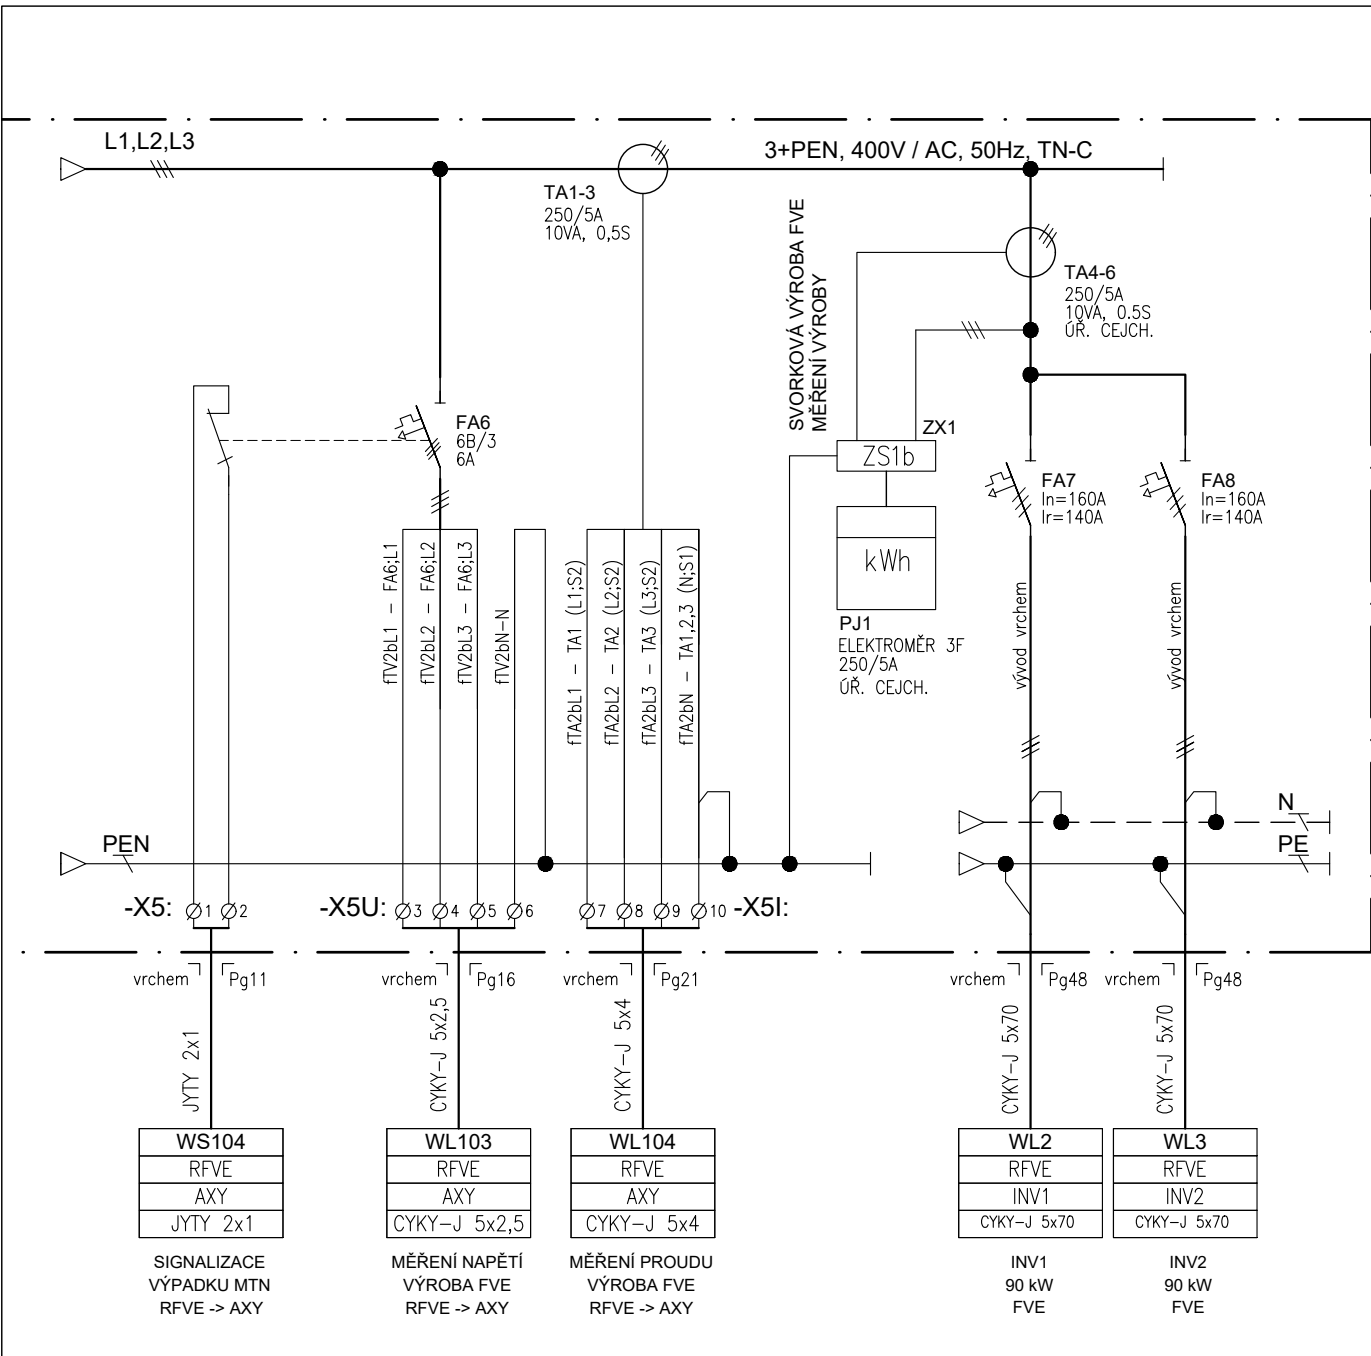 L1,L2,L3
3+PEN, 400V / AC, 50Hz, TN-C
TA1-3
250/5A
10VA, 0,5S
SVORKOVÁ VÝROBA FVE
MĚŘENÍ VÝROBY
TA4-6
250/5A
10VA, 0.5S
ÚŘ. CEJCH.
FA6
6B/3
6A
ZX1
ZS1b
kWh
PJ1
ELEKTROMĚR 3F
250/5A
ÚŘ. CEJCH.
FA7
In=160A
Ir=140A
FA8
In=160A
Ir=140A
fTV2bL1 - FA6;L1
fTV2bL2 - FA6;L2
fTV2bL3 - FA6;L3
fTV2bN-N
fTA2bL1 - TA1 (L1;S2)
fTA2bL2 - TA2 (L2;S2)
fTA2bL3 - TA3 (L3;S2)
fTA2bN - TA1,2,3 (N;S1)
vývod vrchem
vývod vrchem
N
PEN
PE
-X5: 1 2
-X5U: 3 4 5 6
7 8 9 10 -X5I:
vrchem Pg11
vrchem Pg16
vrchem Pg21
vrchem Pg48
vrchem Pg48
JYTY 2x1
CYKY-J 5x2,5
CYKY-J 5x4
CYKY-J 5x70
CYKY-J 5x70
WS104
RFVE
AXY
JYTY 2x1
SIGNALIZACE
VÝPADKU MTN
RFVE -> AXY
WL103
RFVE
AXY
CYKY-J 5x2,5
MĚŘENÍ NAPĚTÍ
VÝROBA FVE
RFVE -> AXY
WL104
RFVE
AXY
CYKY-J 5x4
MĚŘENÍ PROUDU
VÝROBA FVE
RFVE -> AXY
WL2
RFVE
INV1
CYKY-J 5x70
INV1
90 kW
FVE
WL3
RFVE
INV2
CYKY-J 5x70
INV2
90 kW
FVE